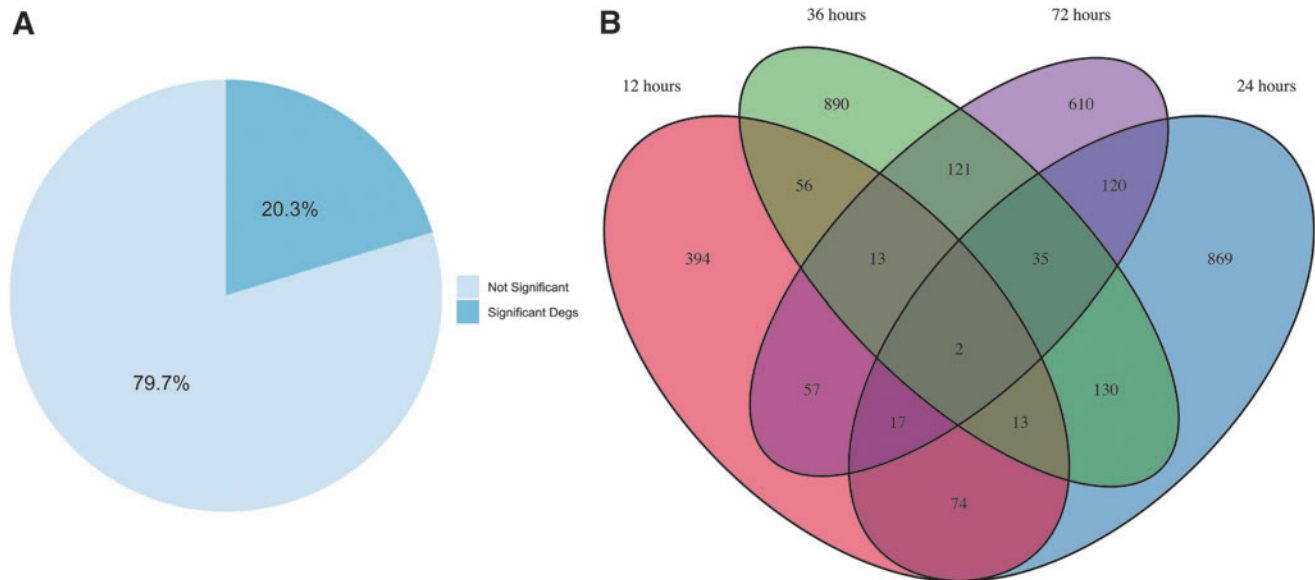 A
20.3%
79.7%
Not Significant
Significant Degs
B
36 hours
72 hours
12 hours
24 hours
890
610
56
121
120
394
13
35
869
2
57
130
17
13
74